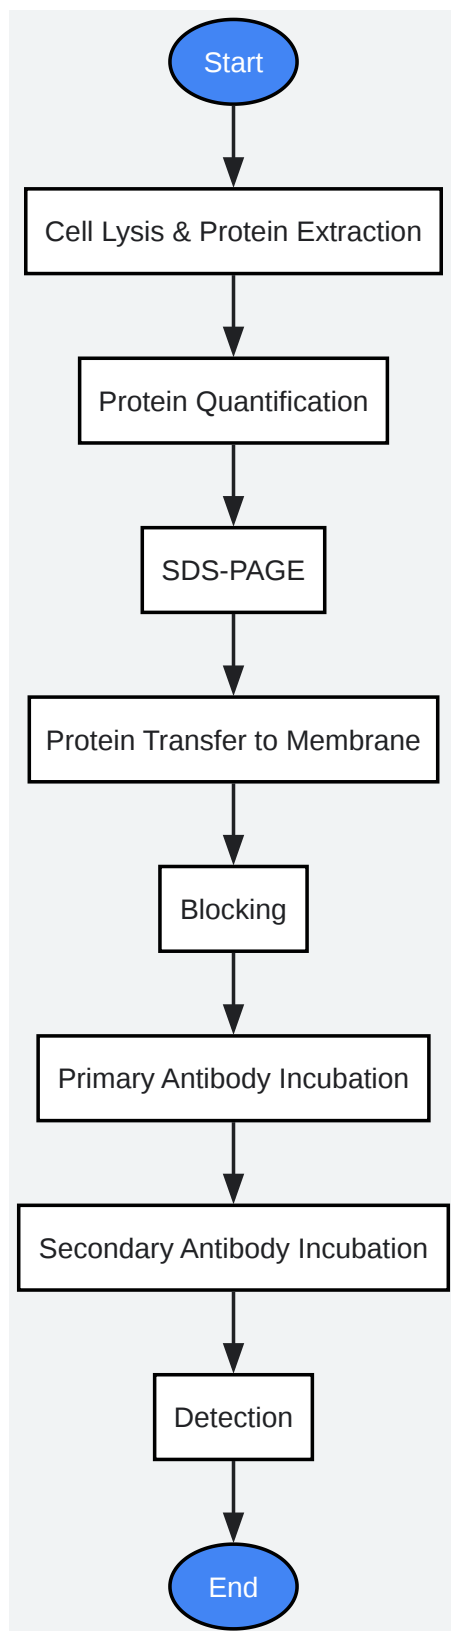 Start
Cell Lysis & Protein Extraction
Protein Quantification
SDS-PAGE
Protein Transfer to Membrane
Blocking
Primary Antibody Incubation
Secondary Antibody Incubation
Detection
End